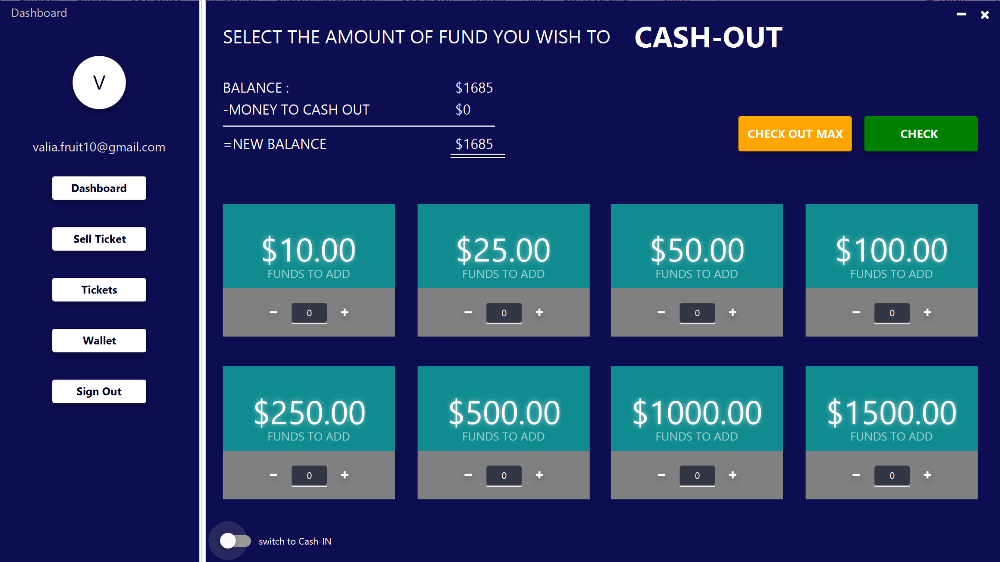 Dashboard
V
valia.fruit10@gmail.com
Dashboard
Sell Ticket
Tickets
Wallet
Sign Out
SELECT THE AMOUNT OF FUND YOU WISH TO CASH-OUT
BALANCE : $1685
-MONEY TO CASH OUT $0
=NEW BALANCE $1685
CHECK OUT MAX
CHECK
$10.00
FUNDS TO ADD
0
$25.00
FUNDS TO ADD
0
$50.00
FUNDS TO ADD
0
$100.00
FUNDS TO ADD
0
$250.00
FUNDS TO ADD
0
$500.00
FUNDS TO ADD
0
$1000.00
FUNDS TO ADD
0
$1500.00
FUNDS TO ADD
0
switch to Cash-IN